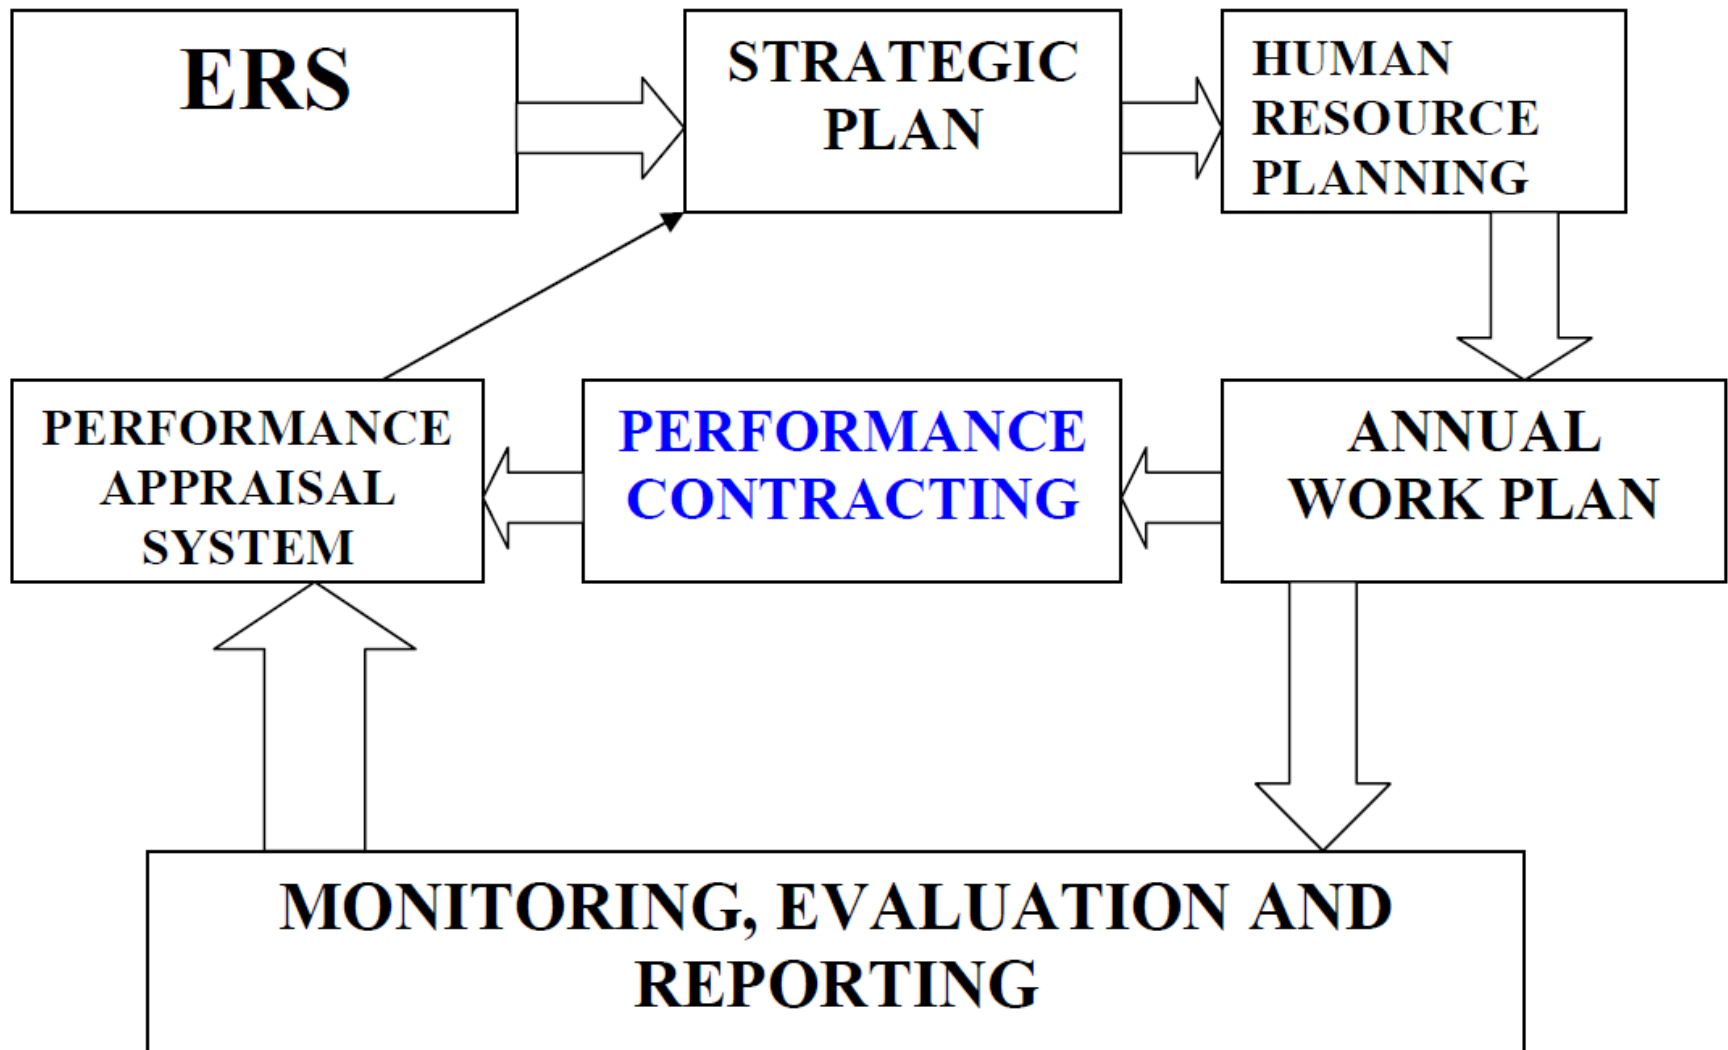 ERS
STRATEGIC
PLAN
HUMAN
RESOURCE
PLANNING
PERFORMANCE
APPRAISAL
SYSTEM
PERFORMANCE
CONTRACTING
ANNUAL
WORK PLAN
MONITORING, EVALUATION AND
REPORTING